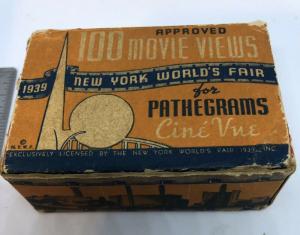 APPROVED
100 MOVIE VIEWS
1939 NEW YORK WORLD'S FAIR
for
PATHEGRAMS
Ciné Vue
© N.Y.W.F.
EXCLUSIVELY LICENSED BY THE NEW YORK WORLD'S FAIR 1939, INC.